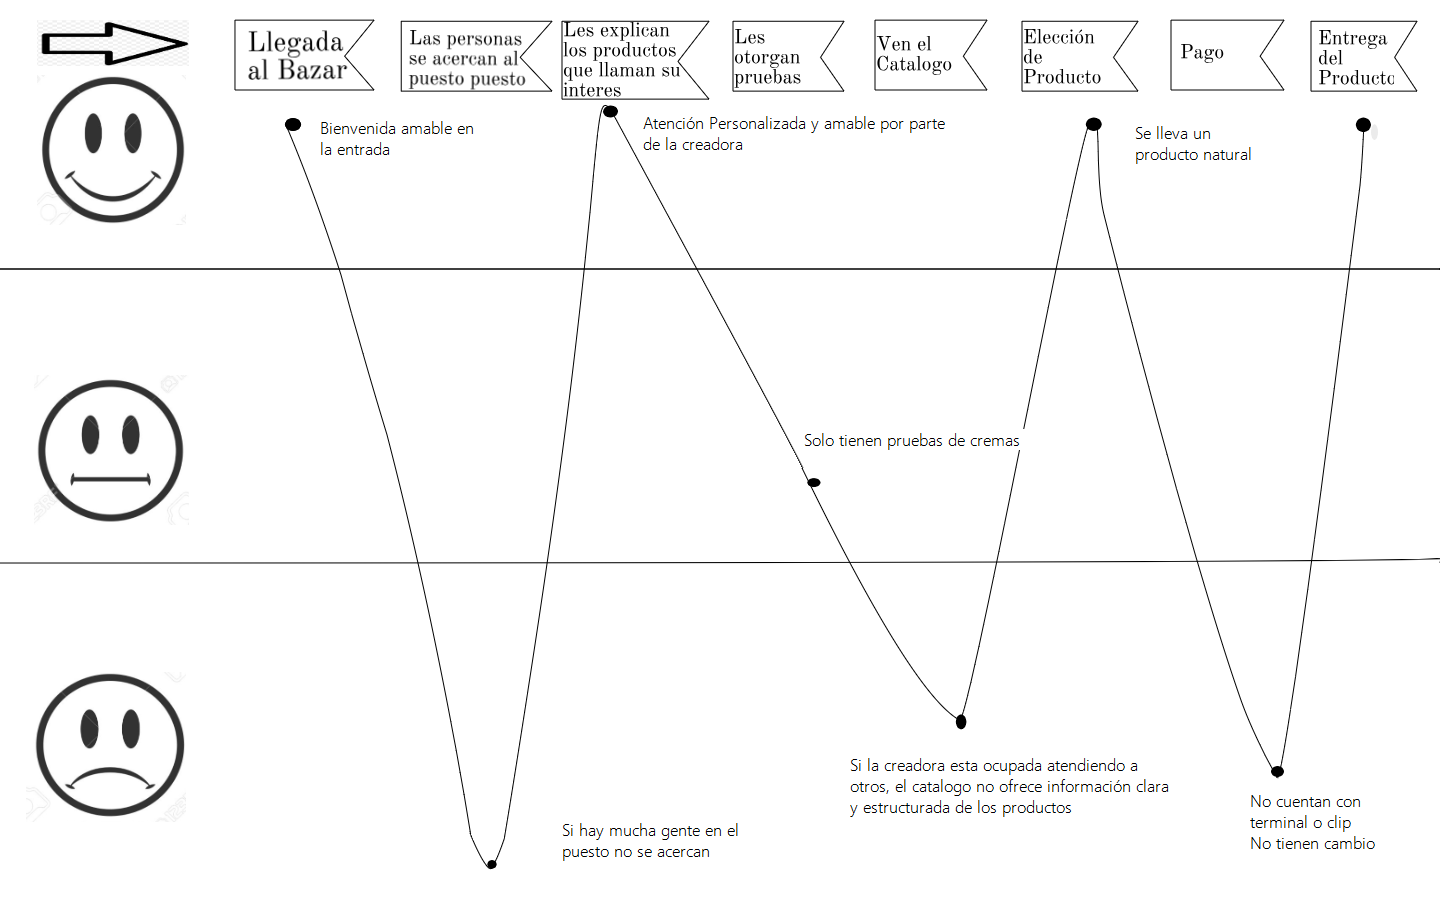 Llegada
al Bazar
Las personas
se acercan al
puesto puesto
Les explican
los productos
que llaman su
interes
Les
otorgan
pruebas
Ven el
Catalogo
Elección
de
Producto
Pago
Entrega
del
Producto
Bienvenida amable en
la entrada
Atención Personalizada y amable por parte
de la creadora
Se lleva un
producto natural
Solo tienen pruebas de cremas
Si la creadora esta ocupada atendiendo a
otros, el catalogo no ofrece información clara
y estructurada de los productos
Si hay mucha gente en el
puesto no se acercan
No cuentan con
terminal o clip
No tienen cambio